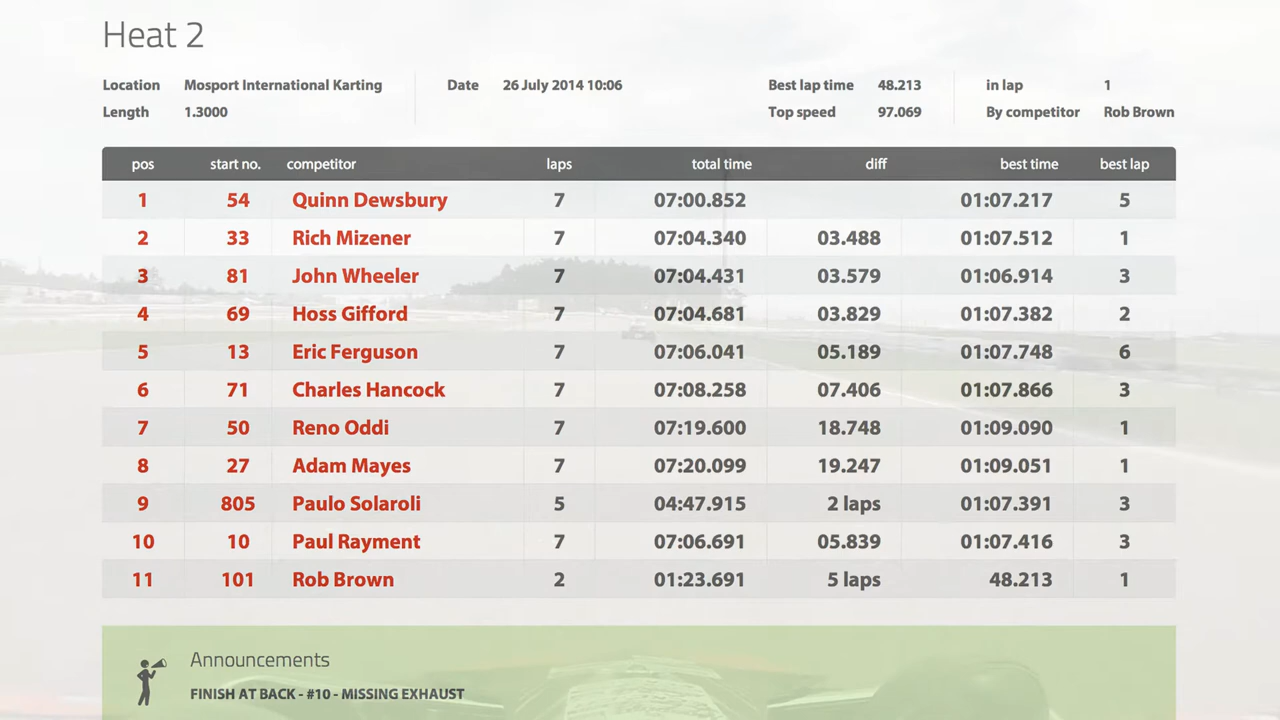 Heat 2
Location Mosport International Karting Date 26 July 2014 10:06 Best lap time 48.213 in lap 1
Length 1.3000 Top speed 97.069 By competitor Rob Brown
pos start no. competitor laps total time diff best time best lap
1 54 Quinn Dewsbury 7 07:00.852 01:07.217 5
2 33 Rich Mizener 7 07:04.340 03.488 01:07.512 1
3 81 John Wheeler 7 07:04.431 03.579 01:06.914 3
4 69 Hoss Gifford 7 07:04.681 03.829 01:07.382 2
5 13 Eric Ferguson 7 07:06.041 05.189 01:07.748 6
6 71 Charles Hancock 7 07:08.258 07.406 01:07.866 3
7 50 Reno Oddi 7 07:19.600 18.748 01:09.090 1
8 27 Adam Mayes 7 07:20.099 19.247 01:09.051 1
9 805 Paulo Solaroli 5 04:47.915 2 laps 01:07.391 3
10 10 Paul Rayment 7 07:06.691 05.839 01:07.416 3
11 101 Rob Brown 2 01:23.691 5 laps 48.213 1
Announcements
FINISH AT BACK - #10 - MISSING EXHAUST